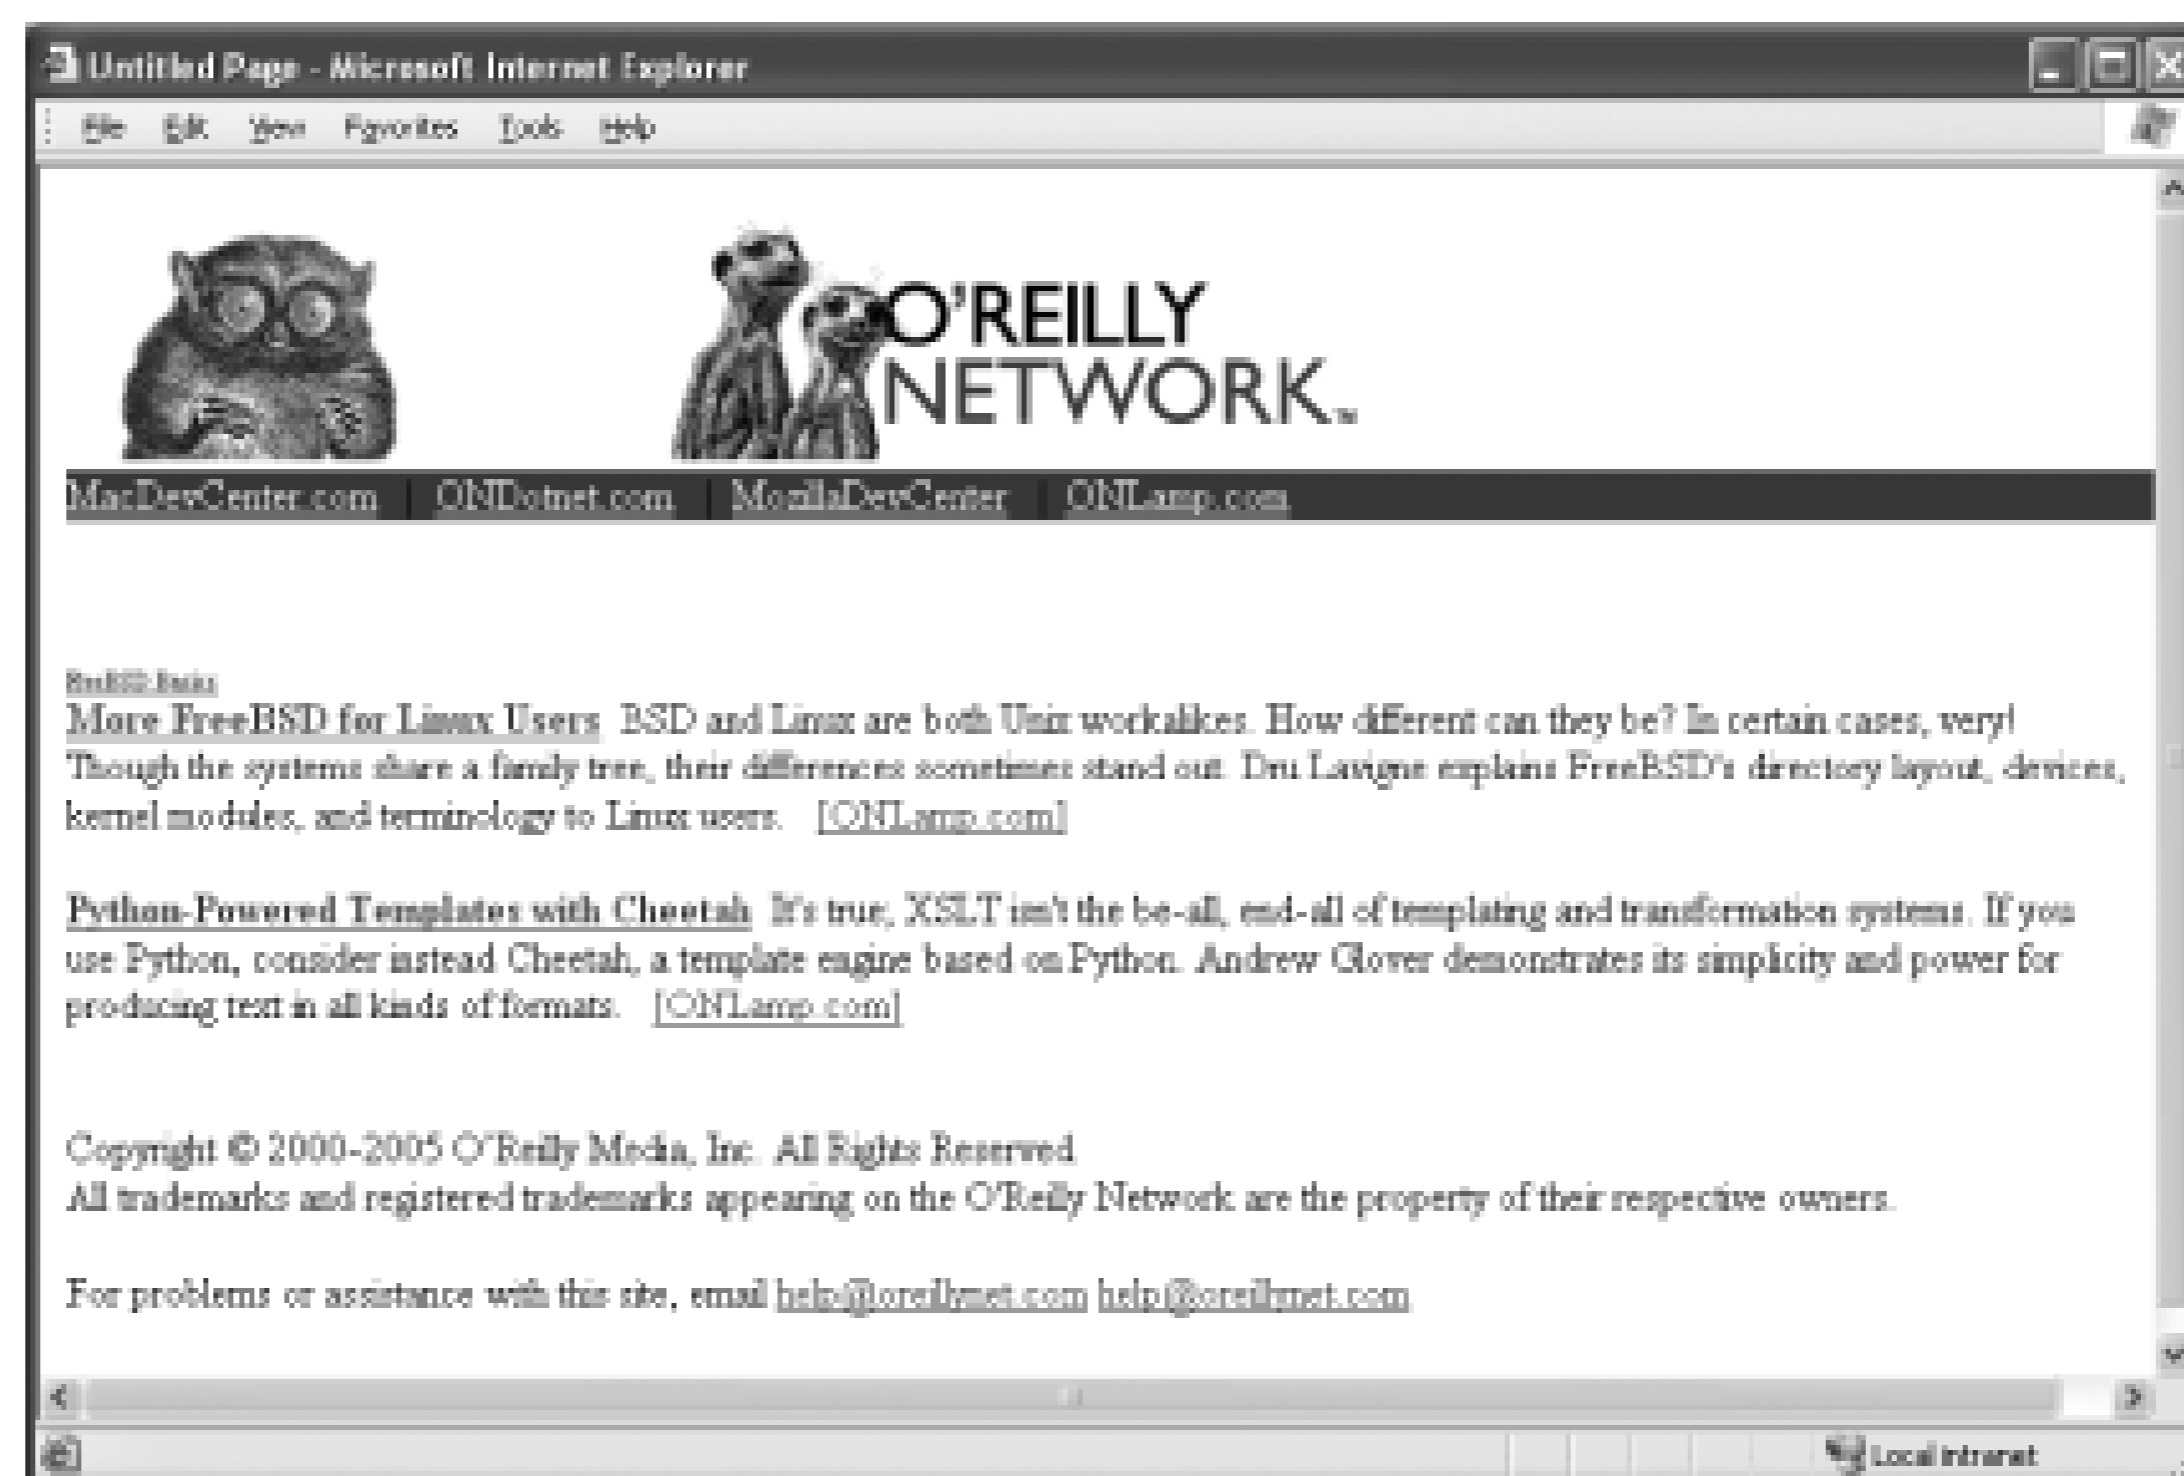 Untitled Page - Microsoft Internet Explorer
File Edit View Favorites Tools Help
O'REILLY
NETWORK™
MacDevCenter.com | ONDotnet.com | MozillaDevCenter | ONLamp.com
FreeBSD Basics
More FreeBSD for Linux Users BSD and Linux are both Unix workalikes. How different can they be? In certain cases, very!
Though the systems share a family tree, their differences sometimes stand out. Dru Lavigne explains FreeBSD's directory layout, devices,
kernel modules, and terminology to Linux users. [ONLamp.com]
Python-Powered Templates with Cheetah It's true; XSLT isn't the be-all, end-all of templating and transformation systems. If you
use Python, consider instead Cheetah, a template engine based on Python. Andrew Glover demonstrates its simplicity and power for
producing text in all kinds of formats. [ONLamp.com]
Copyright © 2000-2005 O'Reilly Media, Inc. All Rights Reserved.
All trademarks and registered trademarks appearing on the O'Reilly Network are the property of their respective owners.
For problems or assistance with this site, email help@oreillynet.com help@oreillynet.com
Local intranet